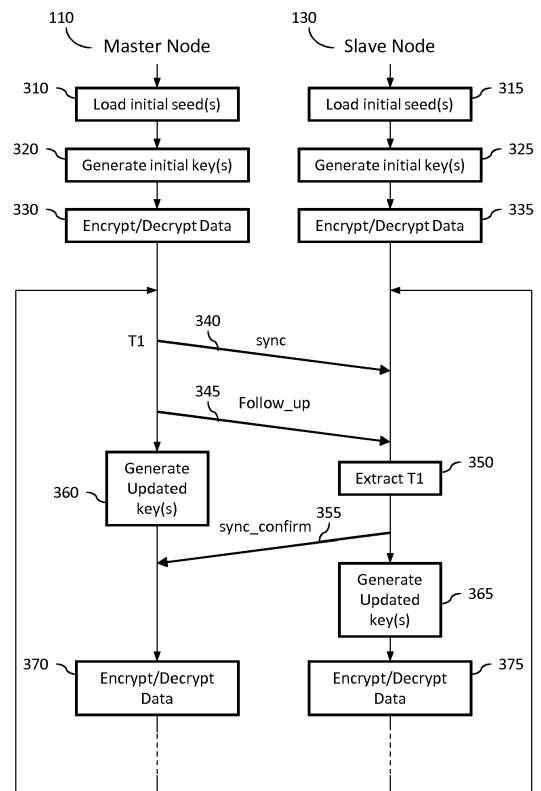 110
130
Master Node
Slave Node
310
Load initial seed(s)
Load initial seed(s)
315
320
Generate initial key(s)
Generate initial key(s)
325
330
Encrypt/Decrypt Data
Encrypt/Decrypt Data
335
T1
340
sync
345
Follow_up
360
Generate
Updated
key(s)
Extract T1
350
sync_confirm
355
Generate
Updated
key(s)
365
370
Encrypt/Decrypt
Data
Encrypt/Decrypt
Data
375